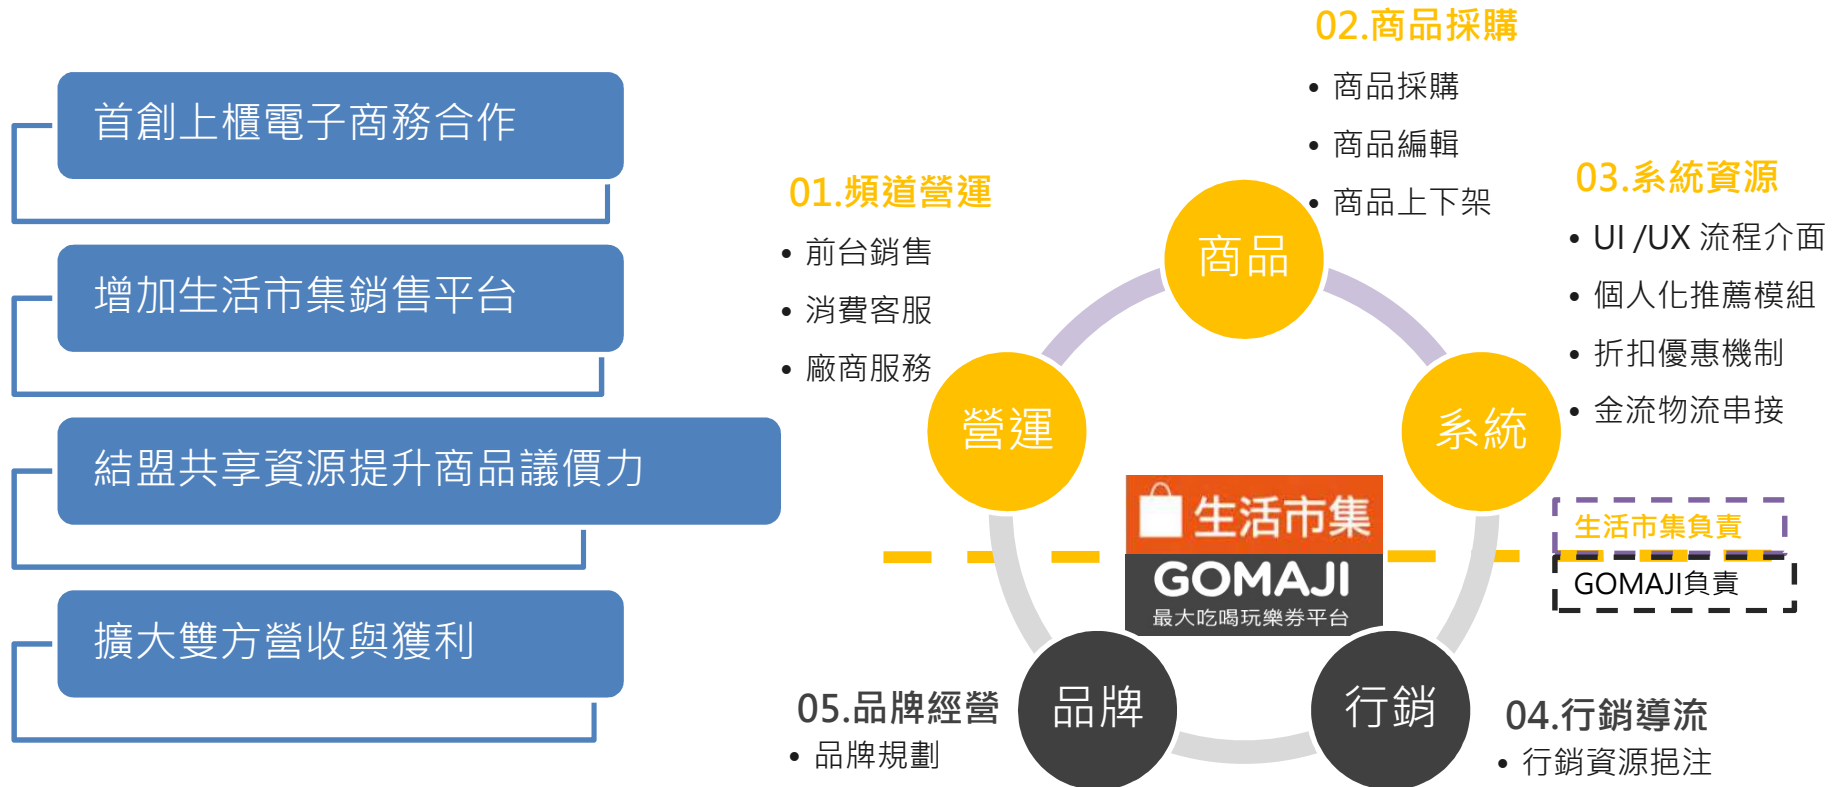 首創上櫃電子商務合作
增加生活市集銷售平台
結盟共享資源提升商品議價力
擴大雙方營收與獲利
01.頻道營運
• 前台銷售
• 消費客服
• 廠商服務
02.商品採購
• 商品採購
• 商品編輯
• 商品上下架
03.系統資源
• UI /UX 流程介面
• 個人化推薦模組
• 折扣優惠機制
• 金流物流串接
商品
營運
系統
生活市集
GOMAJI
最大吃喝玩樂券平台
生活市集負責
GOMAJI負責
品牌
行銷
05.品牌經營
• 品牌規劃
04.行銷導流
• 行銷資源挹注